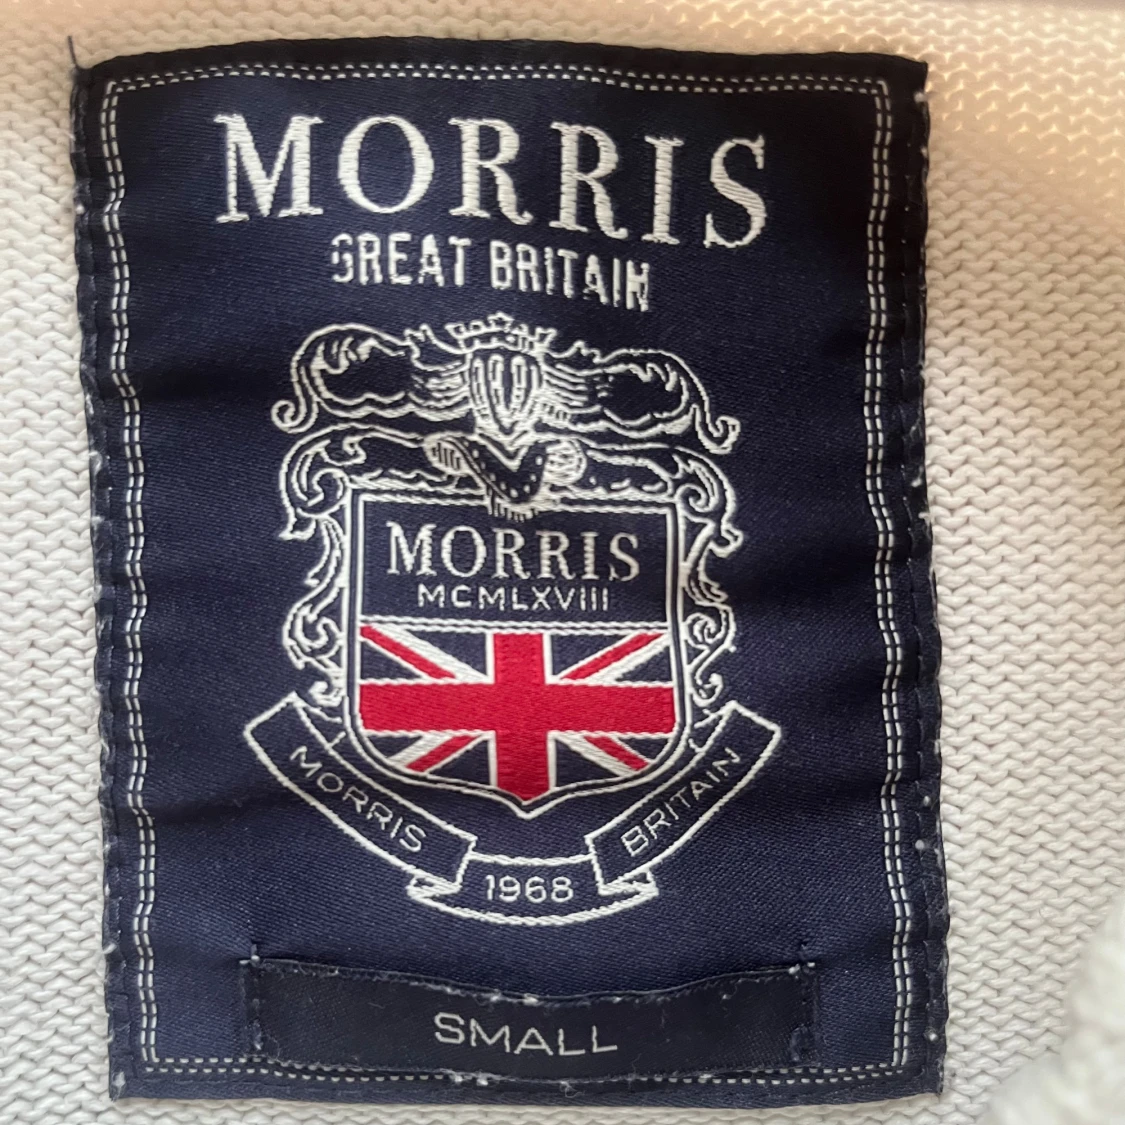 MORRIS
GREAT BRITAIN
MORRIS
MCMLXVIII
MORRIS
1968
BRITAIN
SMALL